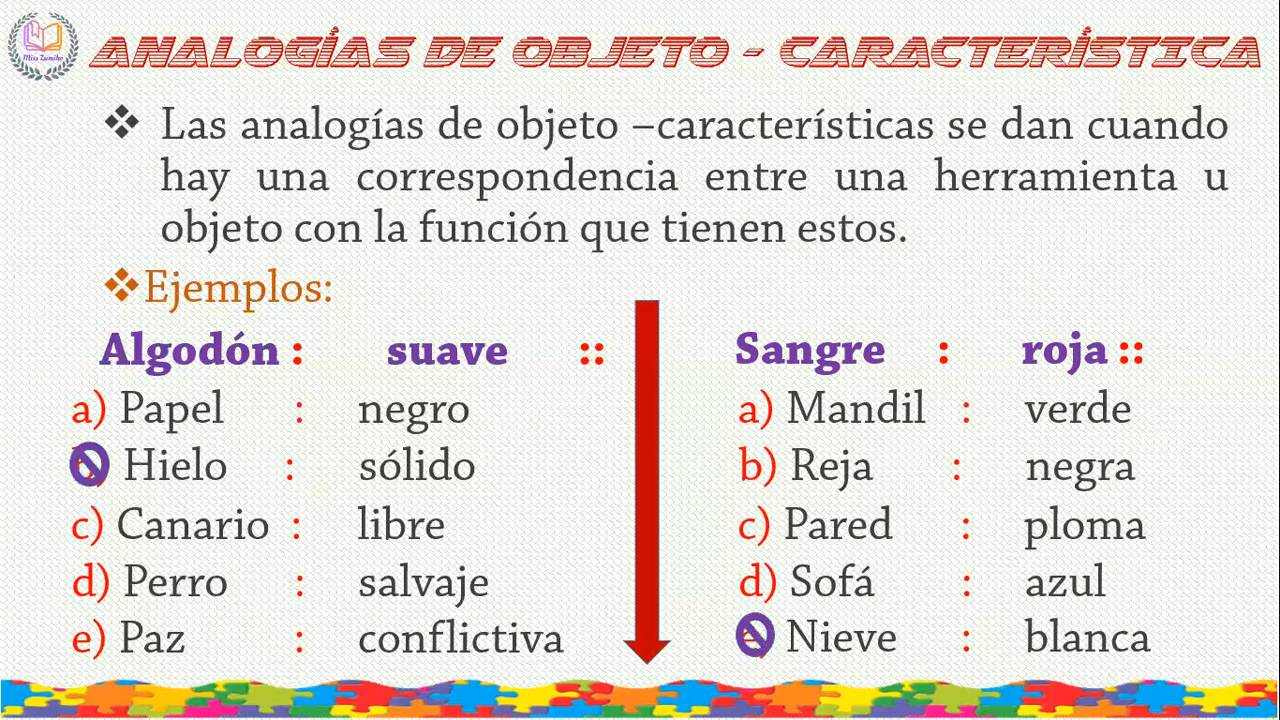 Miss Zumiko
ANALOGÍAS DE OBJETO - CARACTERÍSTICA
❖ Las analogías de objeto –características se dan cuando
hay una correspondencia entre una herramienta u
objeto con la función que tienen estos.
❖Ejemplos:
Algodón : suave ::
a) Papel : negro
b) Hielo : sólido
c) Canario : libre
d) Perro : salvaje
e) Paz : conflictiva
Sangre : roja ::
a) Mandil : verde
b) Reja : negra
c) Pared : ploma
d) Sofá : azul
e) Nieve : blanca